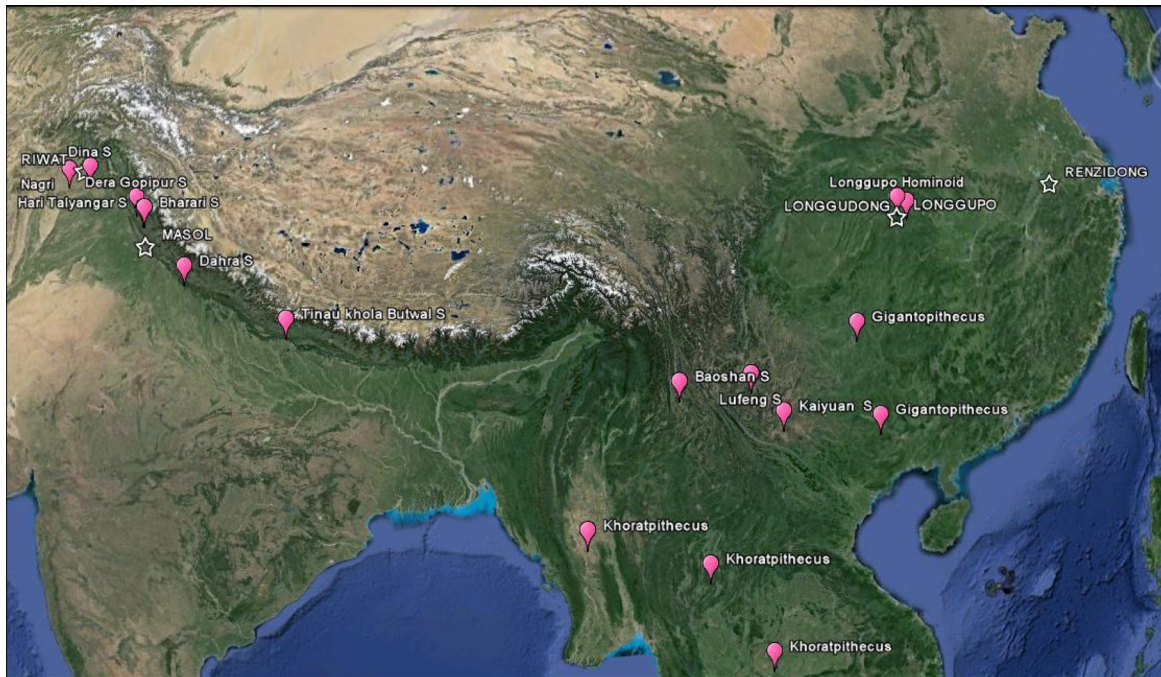 Dina S
RIWAT
Dera Gopipur S
Nagri
Hari Talyangar S
Bharari S
MASOL
Dahra S
Tinau khola Butwal S
RENZIDONG
Longgupo Hominoid
LONGGUDONG
LONGGUPO
Gigantopithecus
Baoshan S
Lufeng S
Kaiyuan S
Gigantopithecus
Khoratpithecus
Khoratpithecus
Khoratpithecus